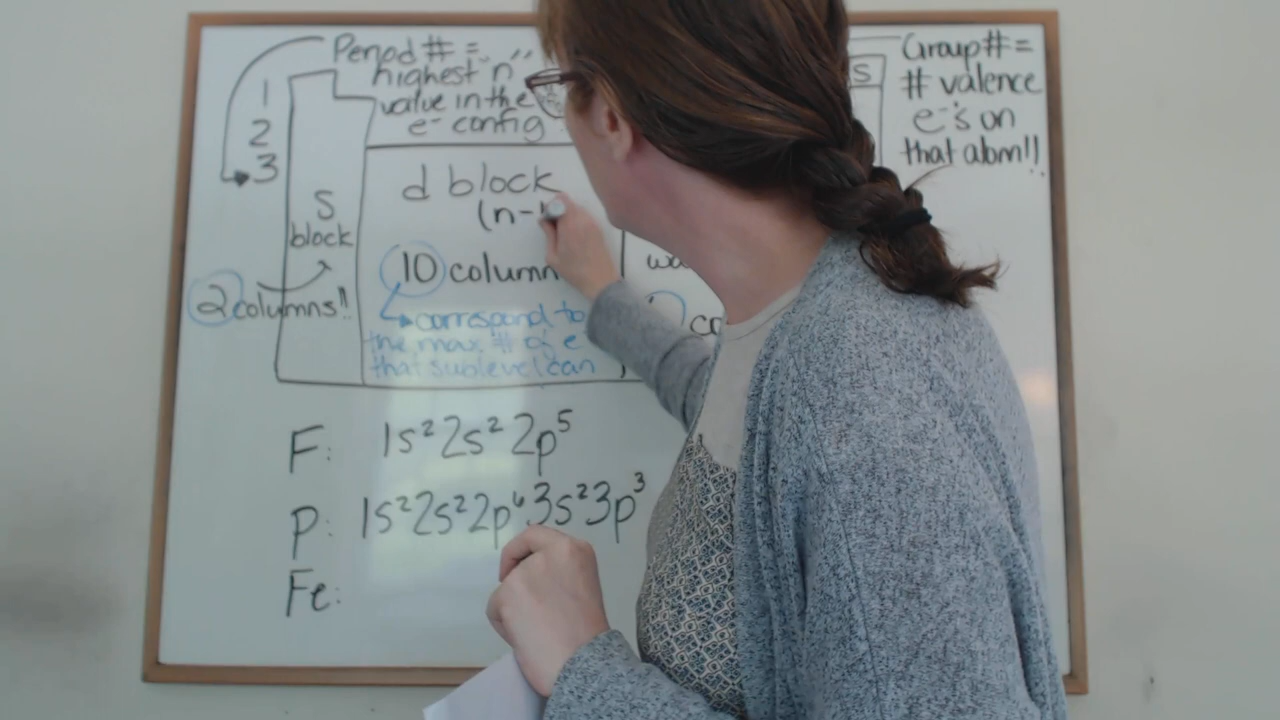 Period # =
highest "n"
value in the
e⁻ config
1
2
3
S
block
2 columns!!
d block
(n-
10 column
correspond to
the max # of e
that sublevel can
S
Group # =
# valence
e⁻'s on
that atom!!
F: 1s² 2s² 2p⁵
P: 1s² 2s² 2p⁶ 3s² 3p³
Fe: